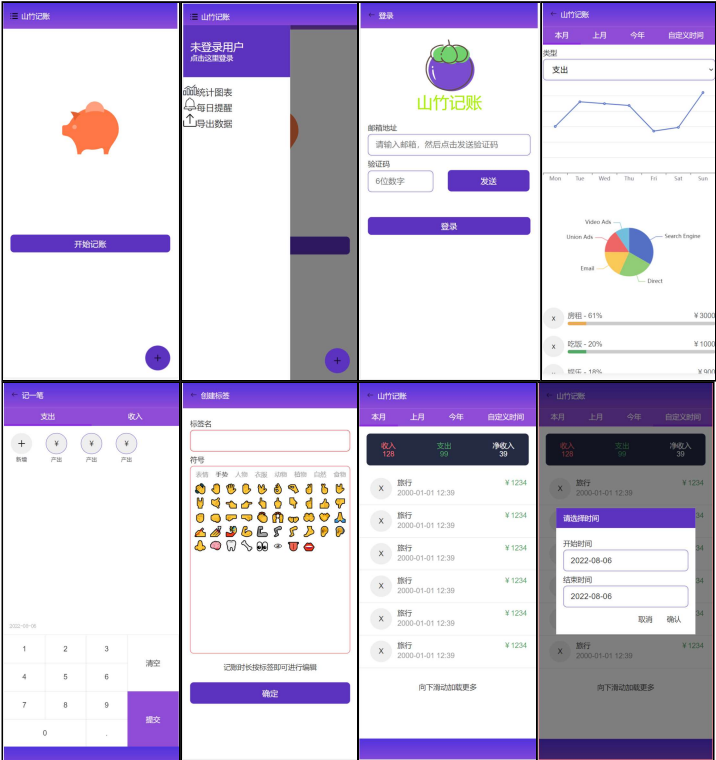 山竹记账
开始记账
+
山竹记账
未登录用户
点击这里登录
统计图表
每日提醒
导出数据
+
← 登录
山竹记账
邮箱地址
请输入邮箱，然后点击发送验证码
验证码
6位数字
发送
登录
← 山竹记账
本月 上月 今年 自定义时间
类型
支出
Mon Tue Wed Thu Fri Sat Sun
Video Ads
Union Ads
Search Engine
Email
Direct
x 房租 - 61% ¥3000
x 吃饭 - 20% ¥1000
x 娱乐 - 18% ¥900
← 记一笔
支出 收入
+ ¥ ¥ ¥
新增 产出 产出 产出
2022-08-06
1 2 3
清空
4 5 6
7 8 9
提交
0 .
← 创建标签
标签名
符号
表情 手势 人物 衣服 动物 植物 自然 食物
记账时长按标签即可进行编辑
确定
← 山竹记账
本月 上月 今年 自定义时间
收入 支出 净收入
128 99 39
X 旅行 ¥1234
2000-01-01 12:39
X 旅行 ¥1234
2000-01-01 12:39
X 旅行 ¥1234
2000-01-01 12:39
X 旅行 ¥1234
2000-01-01 12:39
X 旅行 ¥1234
2000-01-01 12:39
X 旅行 ¥1234
2000-01-01 12:39
向下滑动加载更多
← 山竹记账
本月 上月 今年 自定义时间
收入 支出 净收入
128 99 39
X 旅行 ¥1234
2000-01-01 12:39
请选择时间
开始时间
2022-08-06
结束时间
2022-08-06
取消 确认
X 旅行 ¥1234
2000-01-01 12:39
向下滑动加载更多